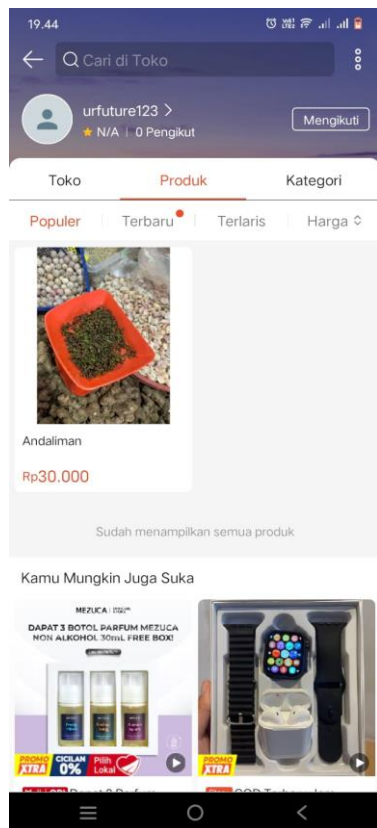 19.44
Cari di Toko
urfuture123 >
N/A | 0 Pengikut
Mengikuti
Toko Produk Kategori
Populer Terbaru Terlaris Harga
Andaliman
Rp30.000
Sudah menampilkan semua produk
Kamu Mungkin Juga Suka
MEZUCA
DAPAT 3 BOTOL PARFUM MEZUCA
NON ALKOHOL 30mL FREE BOX!
PROMO XTRA
CICILAN 0%
Pilih Lokal
PROMO XTRA